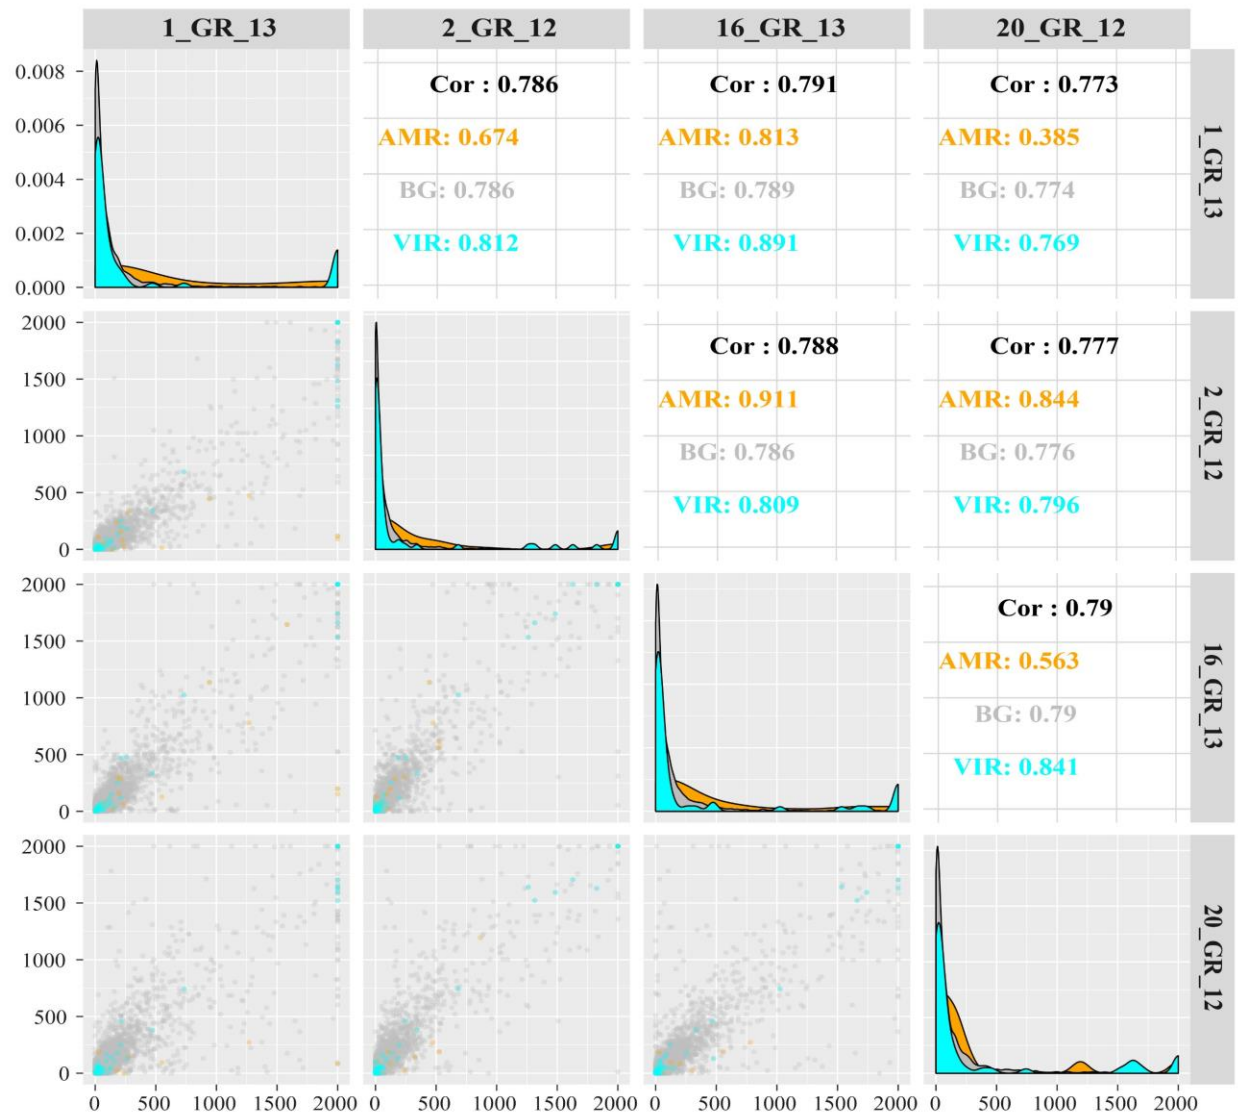 1_GR_13 2_GR_12 16_GR_13 20_GR_12
0.008
0.006
0.004
0.002
0.000
Cor : 0.786
AMR: 0.674
BG: 0.786
VIR: 0.812
Cor : 0.791
AMR: 0.813
BG: 0.789
VIR: 0.891
Cor : 0.773
AMR: 0.385
BG: 0.774
VIR: 0.769
1_GR_13
2000
1500
1000
500
0
Cor : 0.788
AMR: 0.911
BG: 0.786
VIR: 0.809
Cor : 0.777
AMR: 0.844
BG: 0.776
VIR: 0.796
2_GR_12
2000
1500
1000
500
0
Cor : 0.79
AMR: 0.563
BG: 0.79
VIR: 0.841
16_GR_13
2000
1500
1000
500
0
20_GR_12
0 500 1000 1500 2000 0 500 1000 1500 2000 0 500 1000 1500 2000 0 500 1000 1500 2000